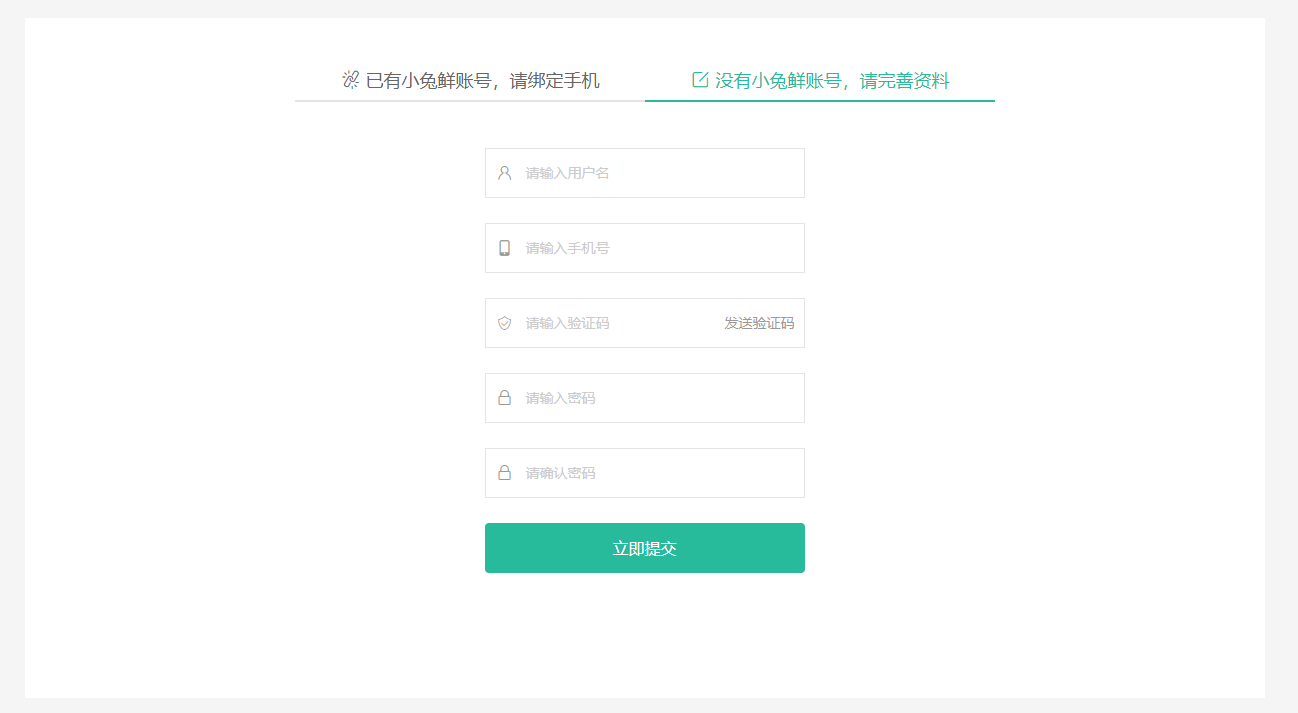 已有小兔鲜账号，请绑定手机
没有小兔鲜账号，请完善资料
请输入用户名
请输入手机号
请输入验证码
发送验证码
请输入密码
请确认密码
立即提交